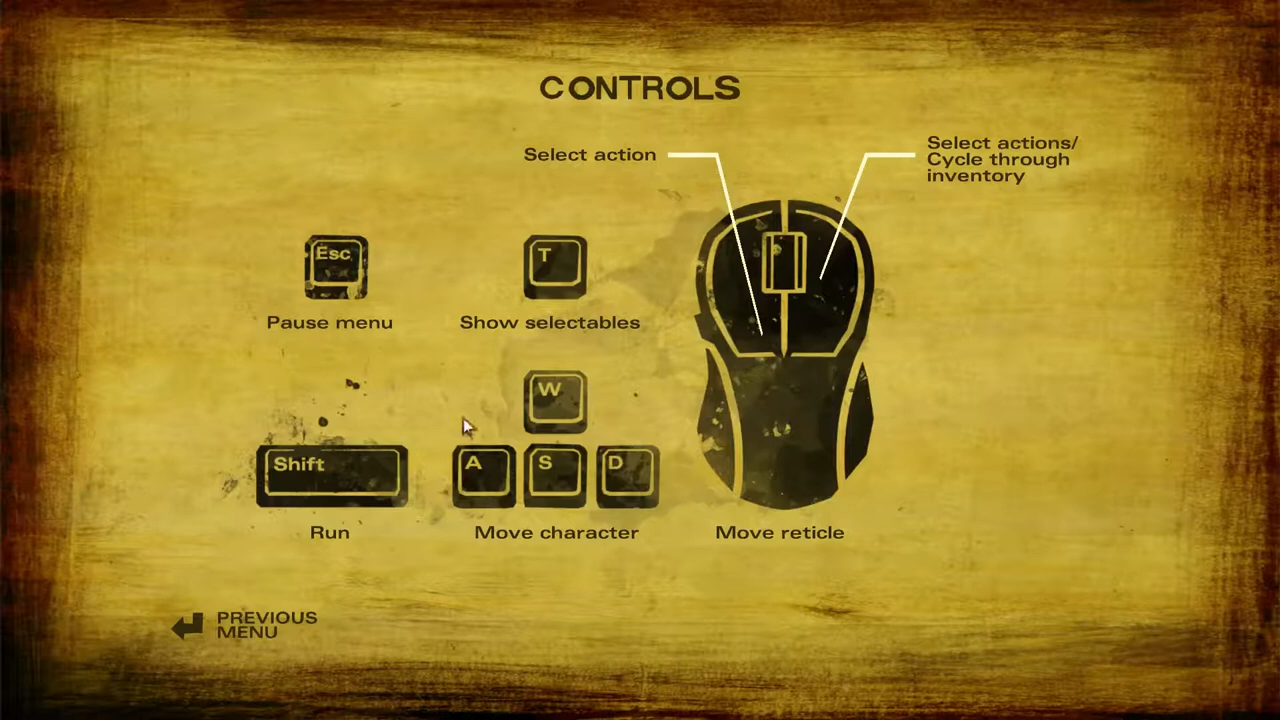 CONTROLS
Select action
Select actions/
Cycle through
inventory
Esc
T
Pause menu
Show selectables
W
Shift
A
S
D
Run
Move character
Move reticle
PREVIOUS
MENU